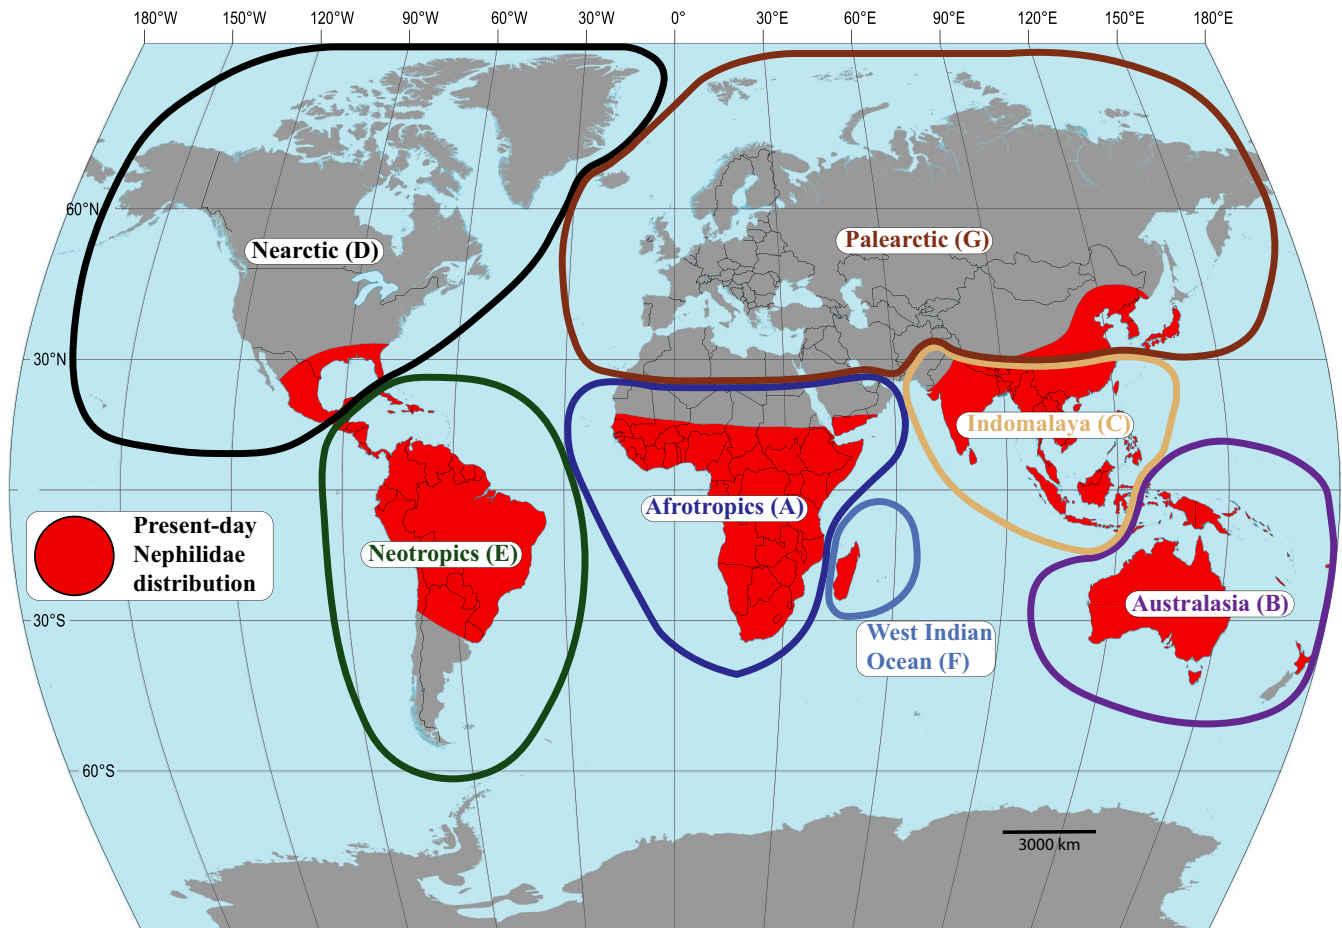 180°W 150°W 120°W 90°W 60°W 30°W 0° 30°E 60°E 90°E 120°E 150°E 180°E
60°N
Nearctic (D)
Palearctic (G)
30°N
Indomalaya (C)
Afrotropics (A)
Present-day
Nephilidae
distribution
Neotropics (E)
Australasia (B)
30°S
West Indian
Ocean (F)
60°S
3000 km